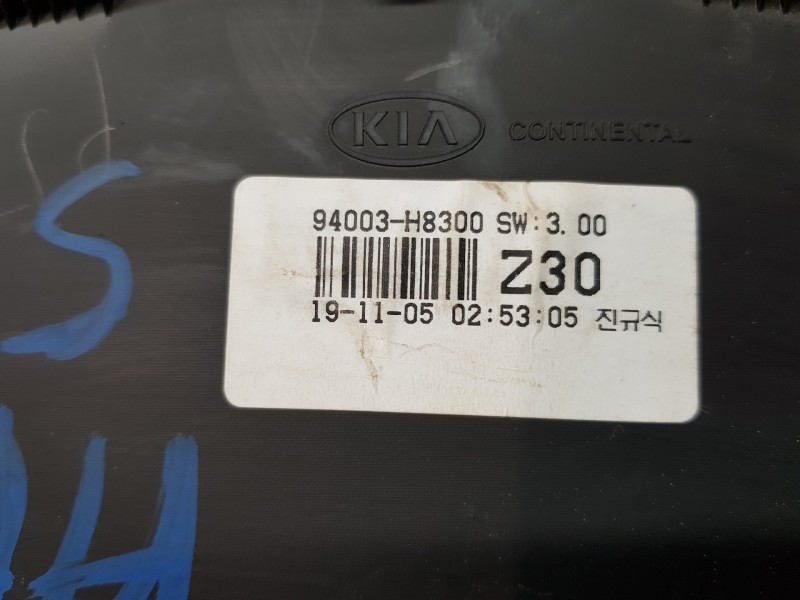 KIA CONTINENTAL
94003-H8300 SW:3.00
Z30
19-11-05 02:53:05 진규식
S